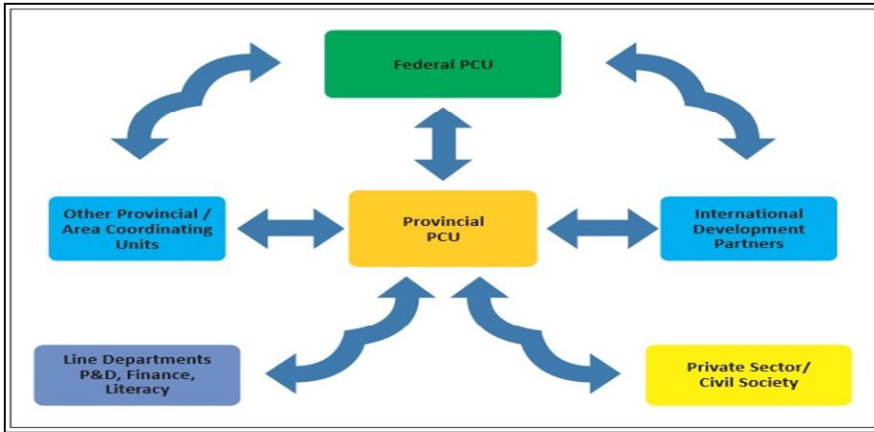 Federal PCU
Other Provincial /
Area Coordinating
Units
Provincial
PCU
International
Development
Partners
Line Departments
P&D, Finance,
Literacy
Private Sector/
Civil Society